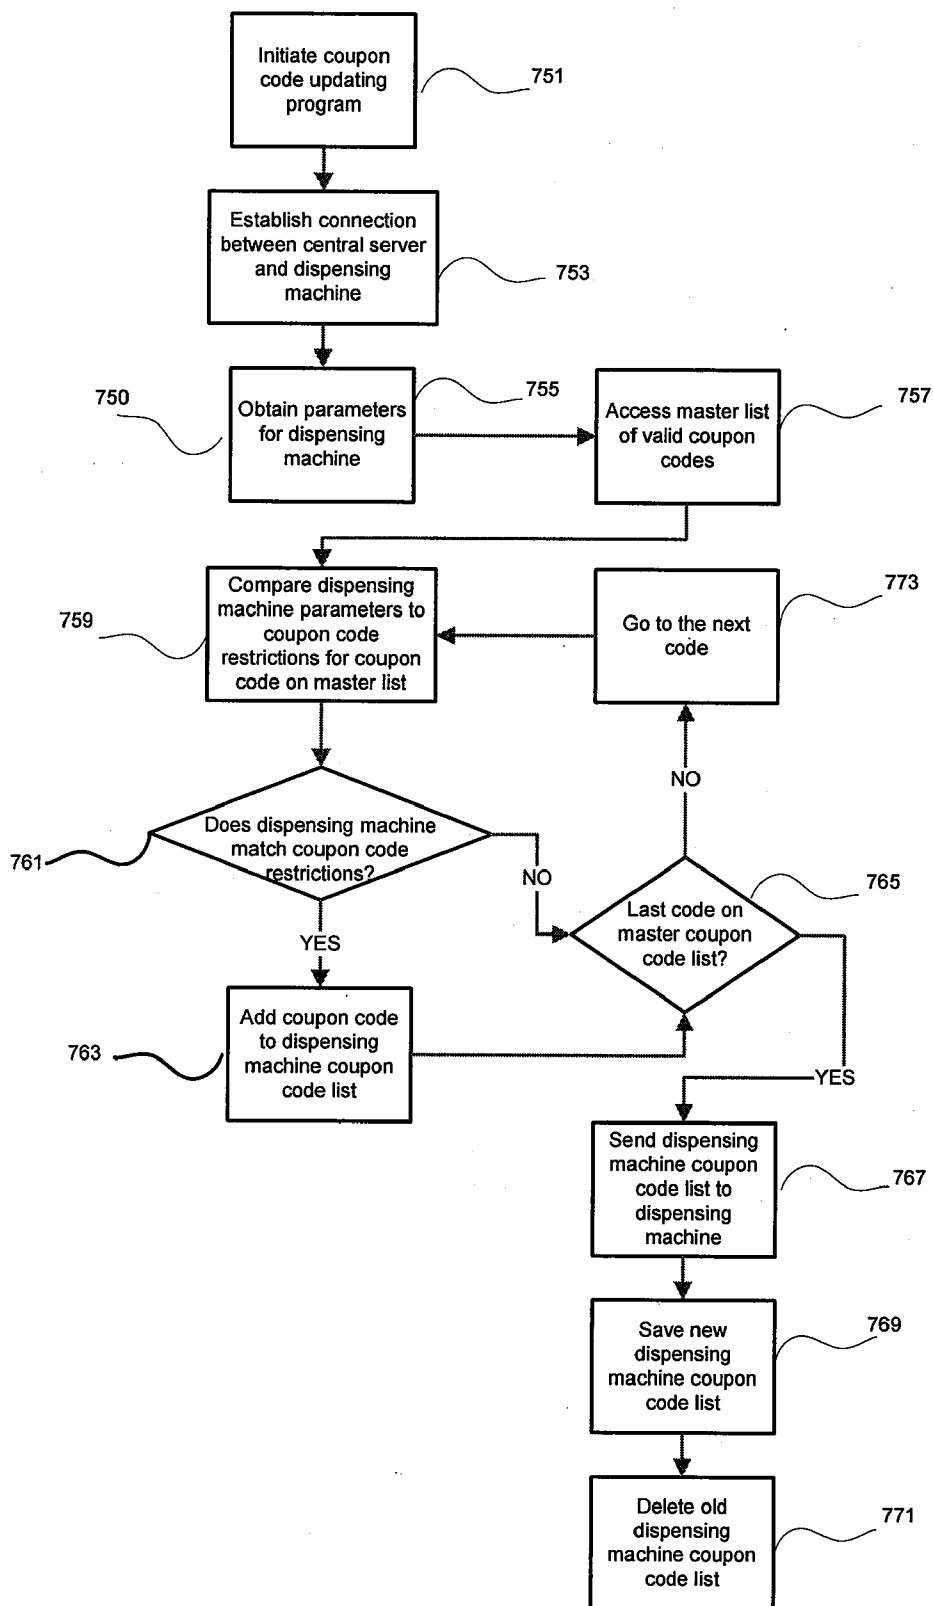 Initiate coupon
code updating
program
751
Establish connection
between central server
and dispensing
machine
753
750
Obtain parameters
for dispensing
machine
755
Access master list
of valid coupon
codes
757
Compare dispensing
machine parameters to
coupon code
restrictions for coupon
code on master list
759
Go to the next
code
773
NO
Does dispensing machine
match coupon code
restrictions?
761
NO
YES
Last code on
master coupon
code list?
765
Add coupon code
to dispensing
machine coupon
code list
763
YES
Send dispensing
machine coupon
code list to
dispensing
machine
767
Save new
dispensing
machine coupon
code list
769
Delete old
dispensing
machine coupon
code list
771